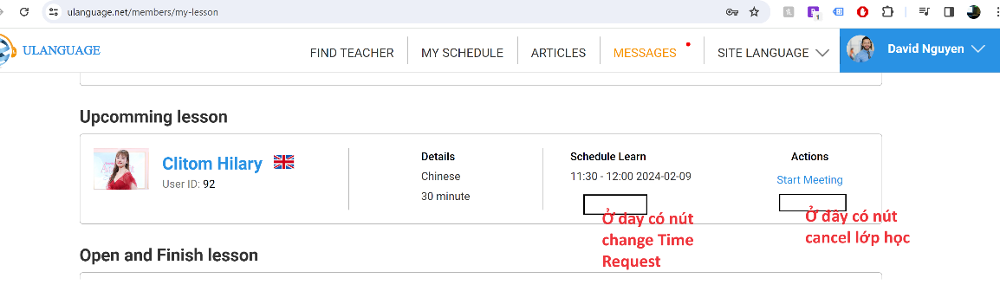 ulanguage.net/members/my-lesson
1
ULANGUAGE
FIND TEACHER
MY SCHEDULE
ARTICLES
MESSAGES
SITE LANGUAGE
David Nguyen
Upcomming lesson
Clitom Hilary
User ID: 92
Details
Chinese
30 minute
Schedule Learn
11:30 - 12:00 2024-02-09
Ở day có nút
change Time
Request
Actions
Start Meeting
Ở đây có nút
cancel lớp học
Open and Finish lesson